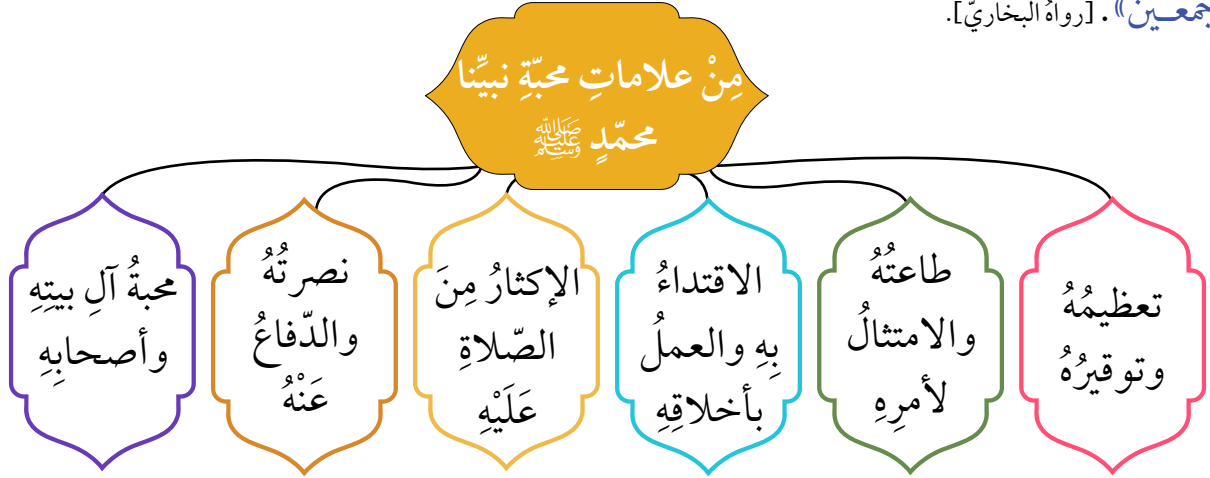 جمعـــين». [رواهُ البخاريّ].
مِنْ علاماتِ محبّةِ نبيِّنا
محمّدٍ ﷺ
تعظيمُهُ
وتوقيرُهُ
طاعتُهُ
والامتثالُ
لأمرِهِ
الاقتداءُ
بِهِ والعملُ
بأخلاقِهِ
الإكثارُ مِنَ
الصّلاةِ
عَلَيْهِ
نصرتُهُ
والدّفاعُ
عَنْهُ
محبةُ آلِ بيتِهِ
وأصحابِهِ